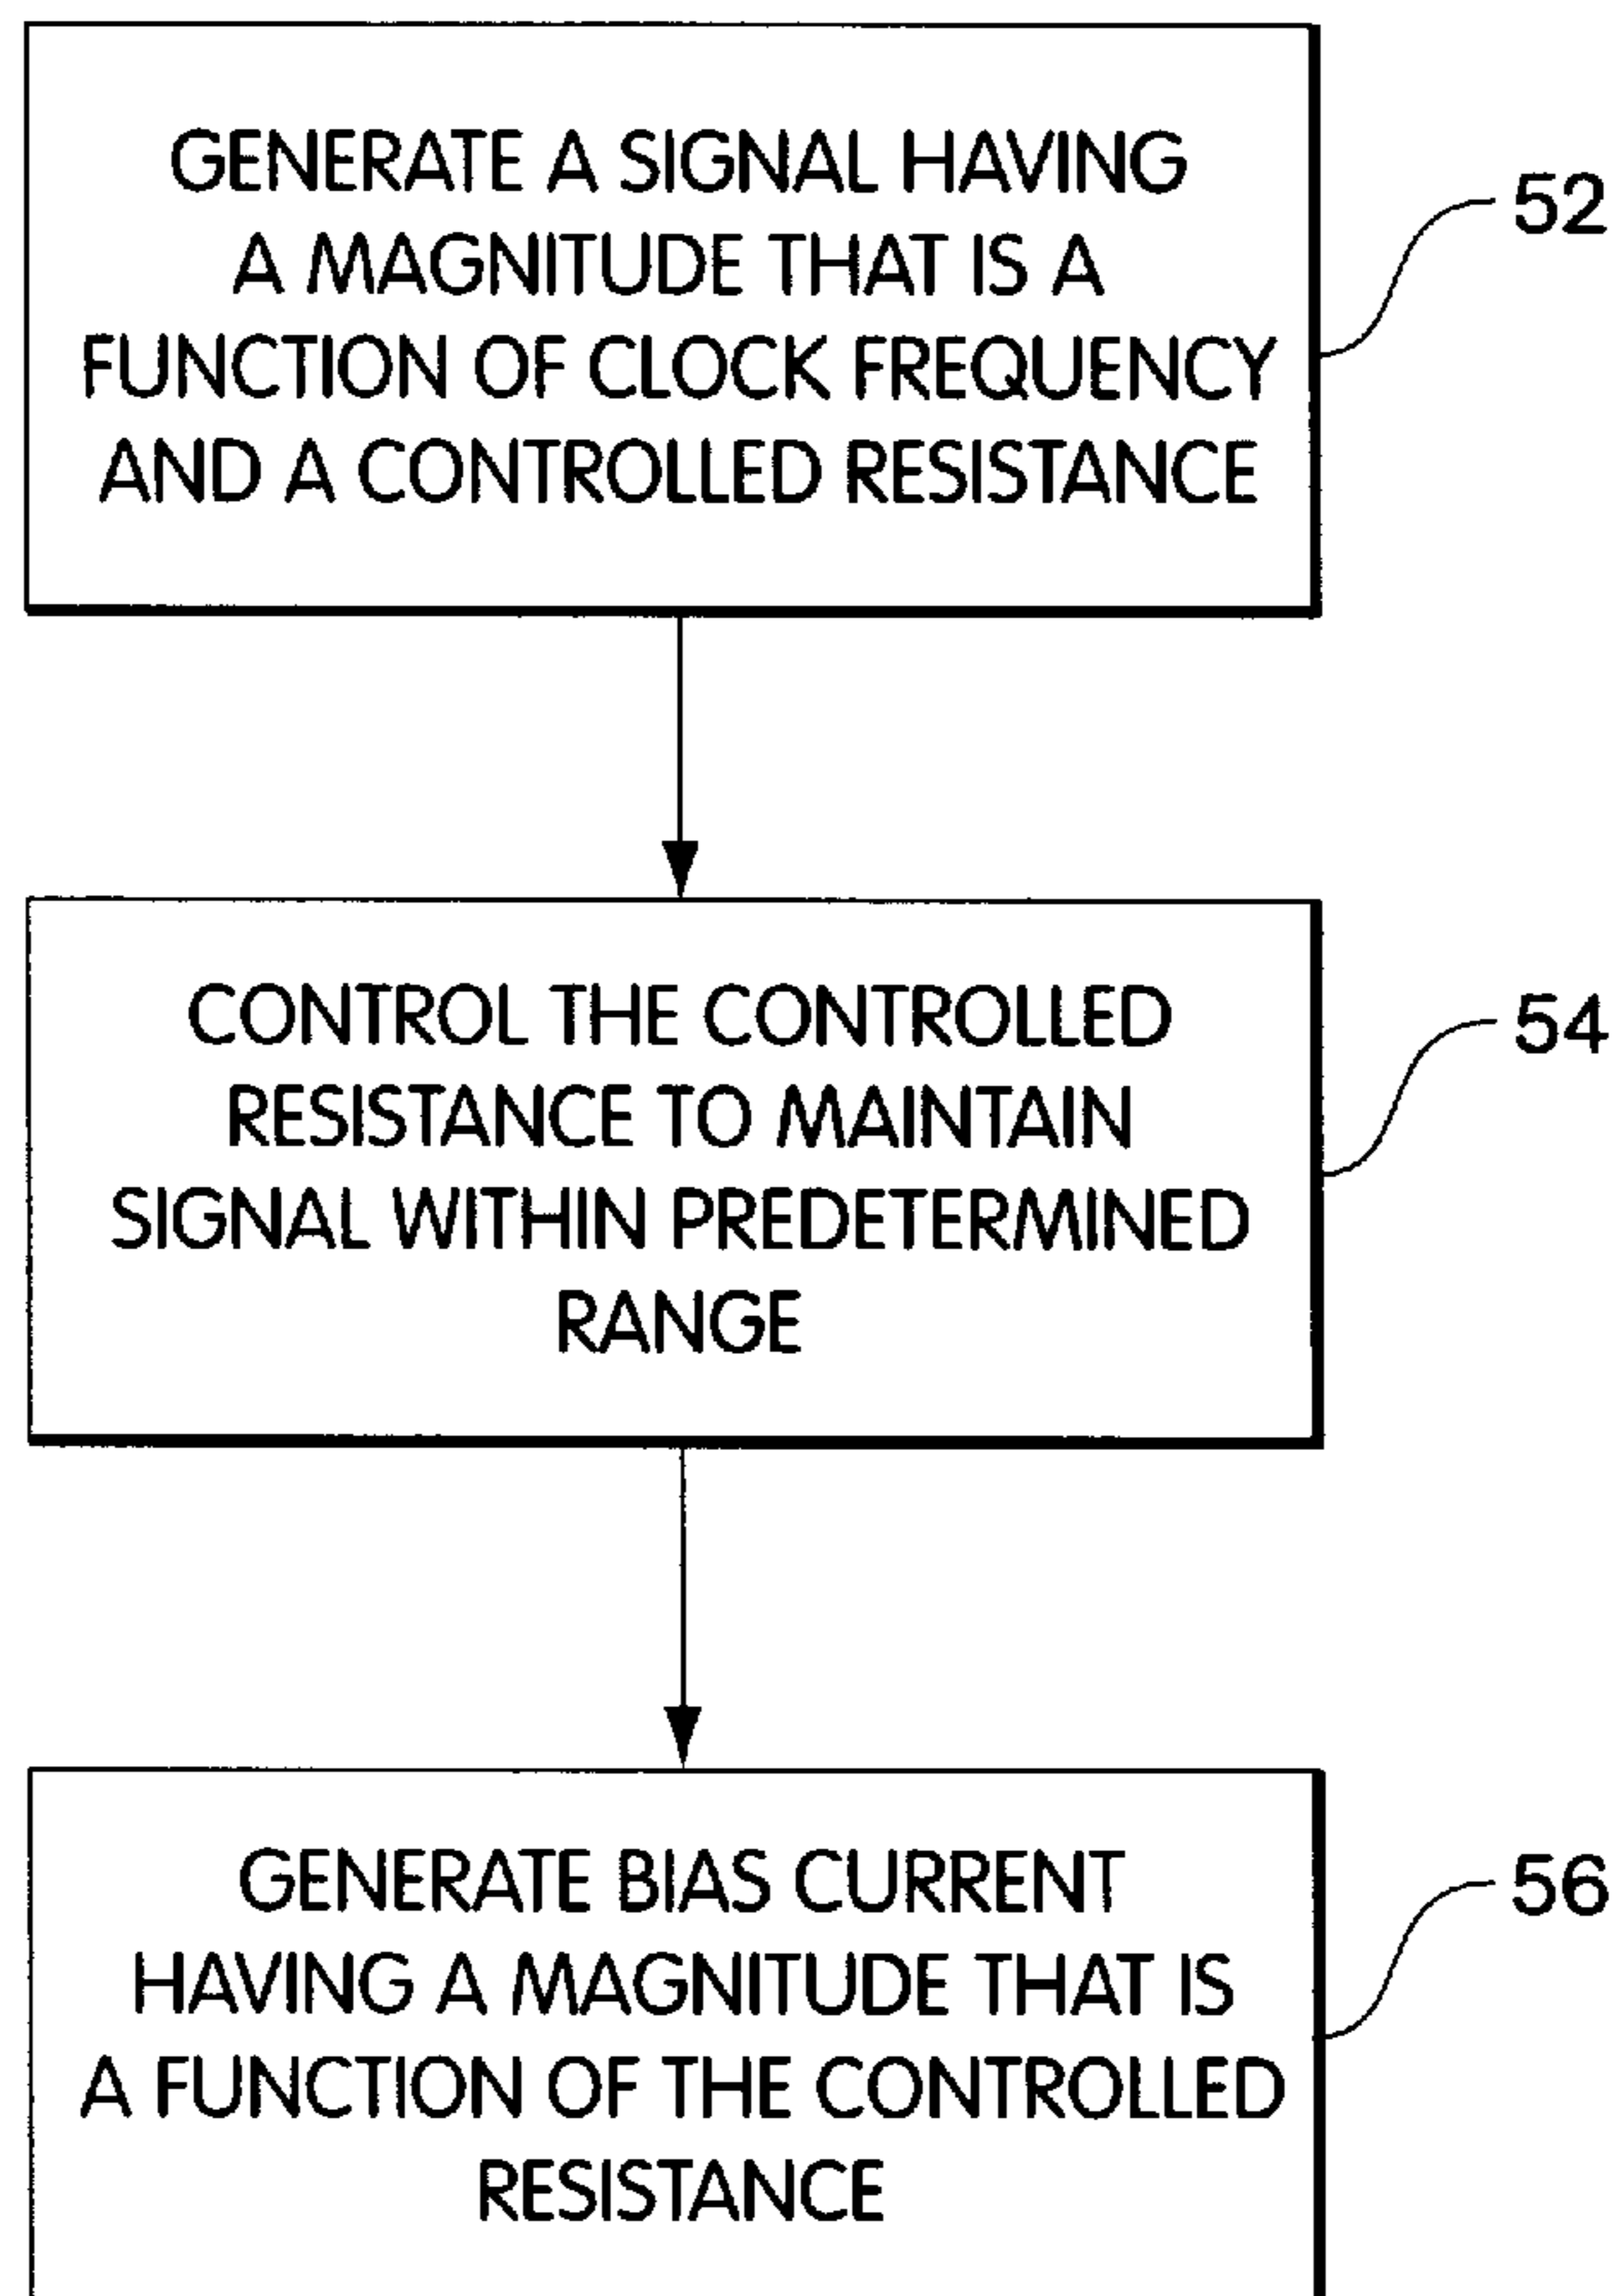 GENERATE A SIGNAL HAVING
A MAGNITUDE THAT IS A
FUNCTION OF CLOCK FREQUENCY
AND A CONTROLLED RESISTANCE
52
CONTROL THE CONTROLLED
RESISTANCE TO MAINTAIN
SIGNAL WITHIN PREDETERMINED
RANGE
54
GENERATE BIAS CURRENT
HAVING A MAGNITUDE THAT IS
A FUNCTION OF THE CONTROLLED
RESISTANCE
56